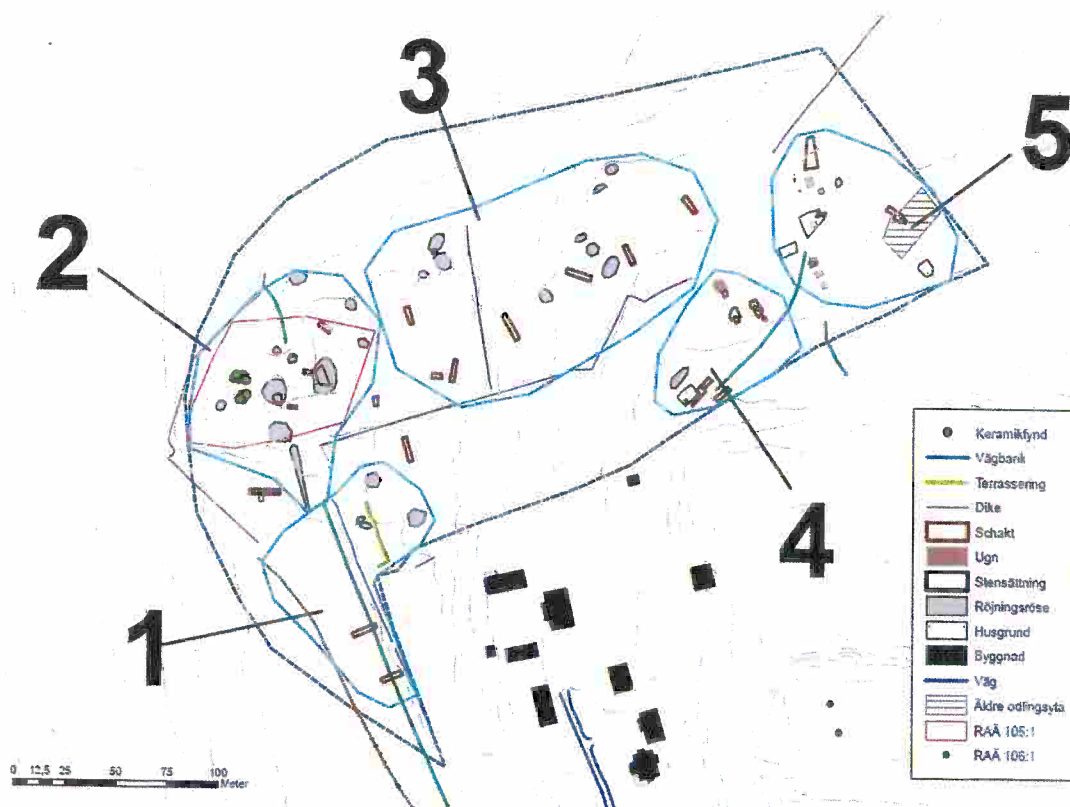 3
5
2
4
1
Keramikfynd
Vägbank
Terrassering
Dike
Schakt
Ugn
Stensättning
Röjningsröse
Husgrund
Byggnad
Väg
Äldre odlingsyta
RAÄ 105:1
RAÄ 106:1
0 12,5 25 50 75 100
Meter